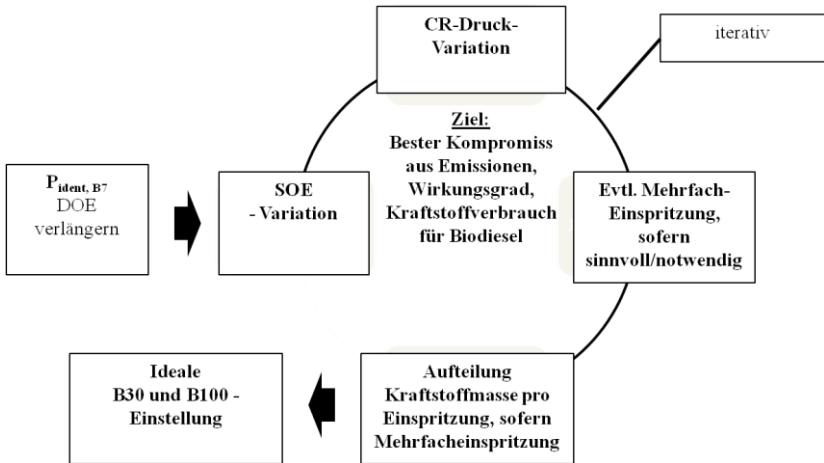 CR-Druck-
Variation
iterativ
Ziel:
Bester Kompromiss
aus Emissionen,
Wirkungsgrad,
Kraftstoffverbrauch
für Biodiesel
Pident, B7
DOE
verlängern
SOE
- Variation
Evtl. Mehrfach-
Einspritzung,
sofern
sinnvoll/notwendig
Ideale
B30 und B100 -
Einstellung
Aufteilung
Kraftstoffmasse pro
Einspritzung, sofern
Mehrfacheinspritzung